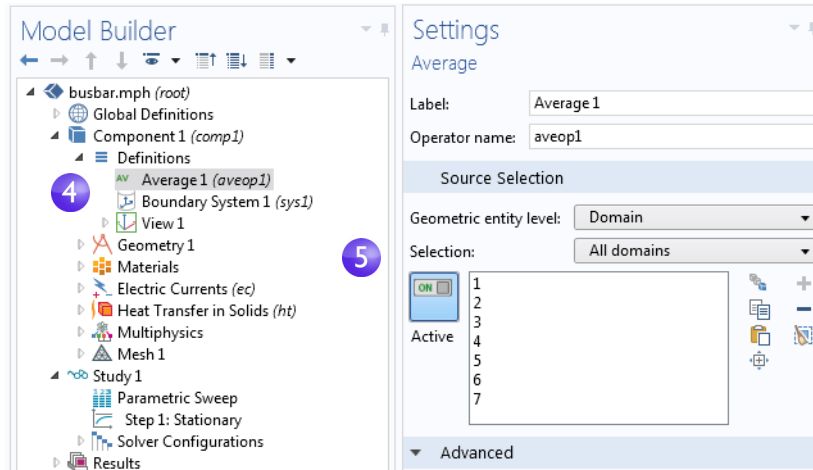 Model Builder
busbar.mph (root)
Global Definitions
Component 1 (comp1)
Definitions
4
AV Average 1 (aveop1)
Boundary System 1 (sys1)
View 1
Geometry 1
Materials
Electric Currents (ec)
Heat Transfer in Solids (ht)
Multiphysics
Mesh 1
Study 1
Parametric Sweep
Step 1: Stationary
Solver Configurations
Results
Settings
Average
Label: Average 1
Operator name: aveop1
Source Selection
Geometric entity level: Domain
5
Selection: All domains
ON
Active
1
2
3
4
5
6
7
Advanced